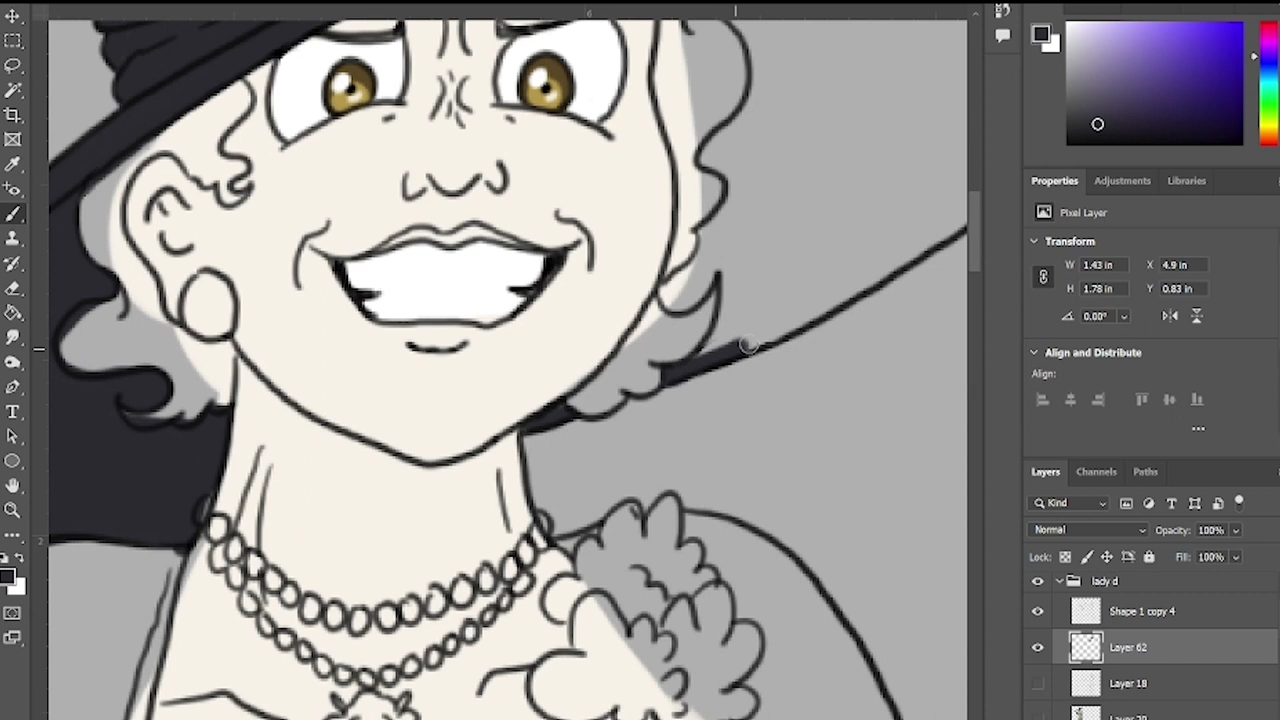 6
2
Properties Adjustments Libraries
Pixel Layer
Transform
W 1.43 in X 4.9 in
H 1.78 in Y 0.83 in
0.00°
Align and Distribute
Align:
Layers Channels Paths
Kind
Normal Opacity: 100%
Lock: Fill: 100%
lady d
Shape 1 copy 4
Layer 62
Layer 18